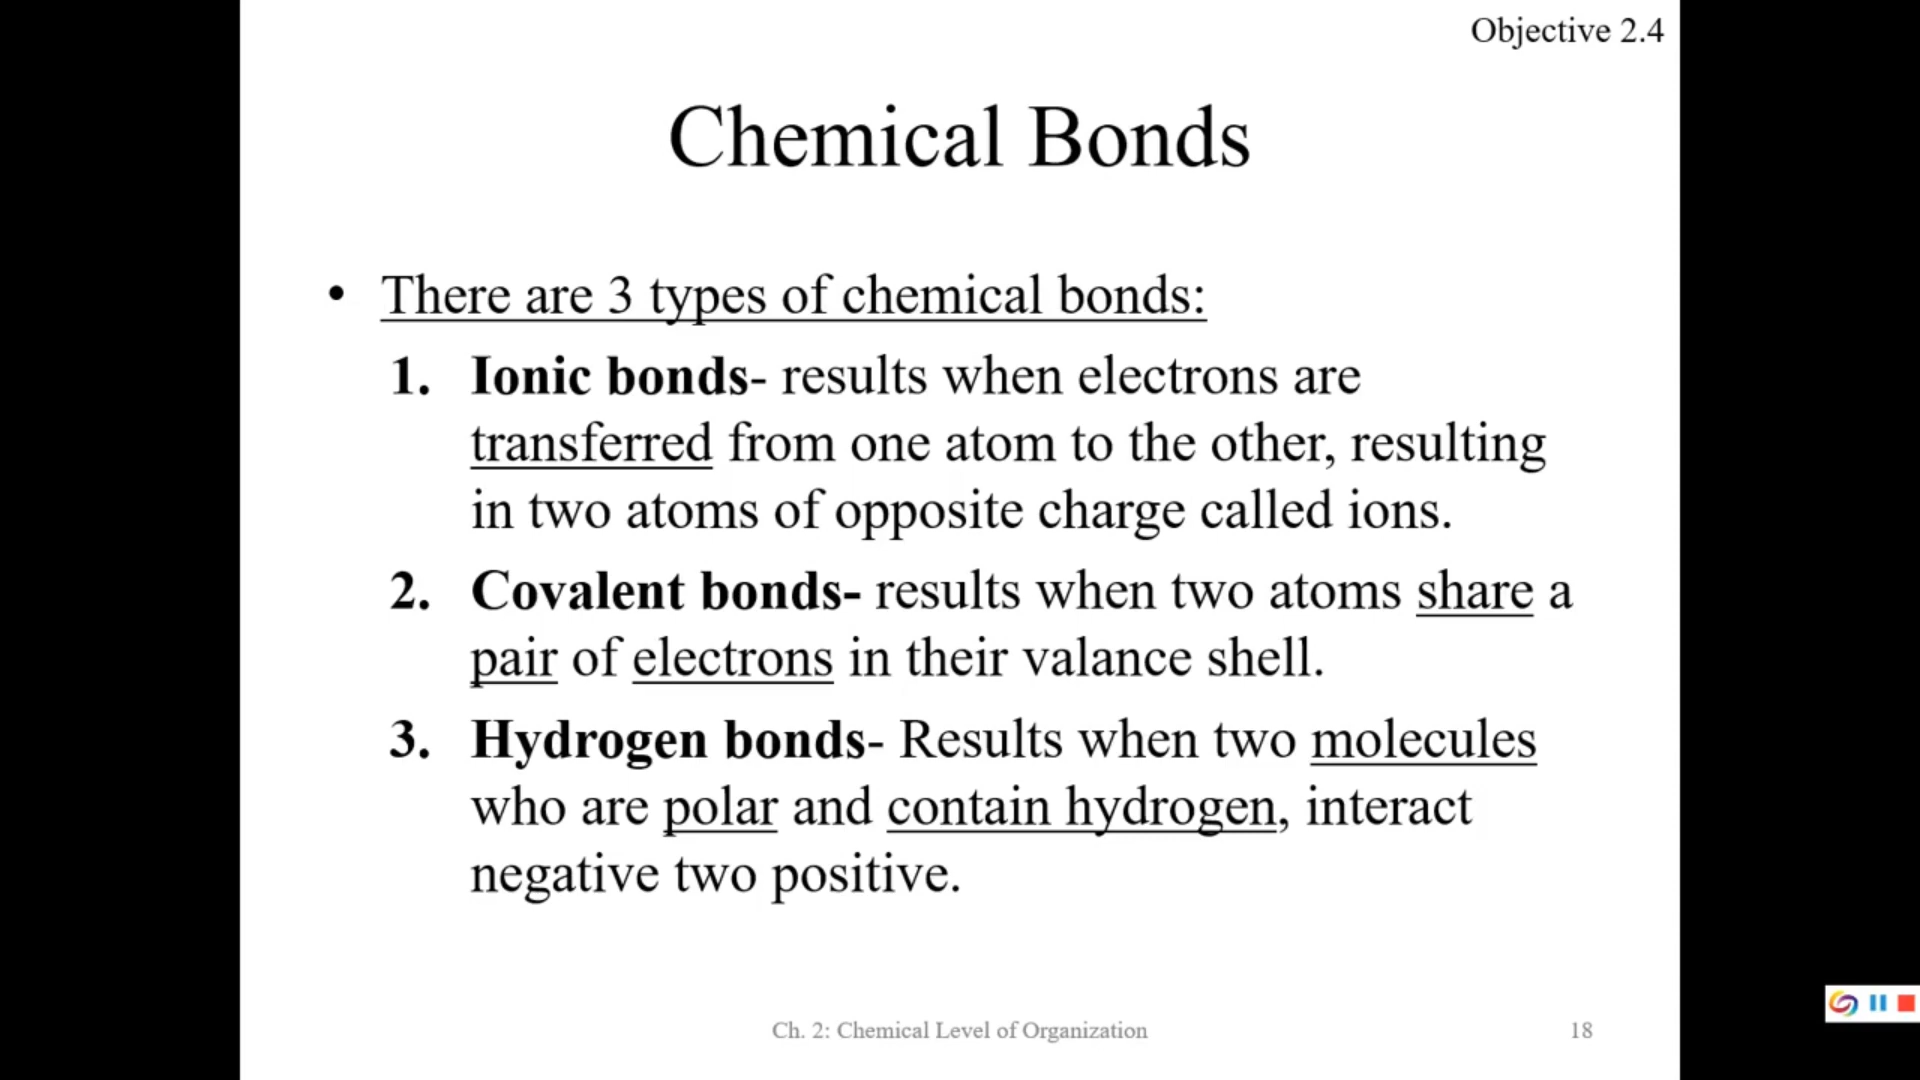 Objective 2.4
Chemical Bonds
• There are 3 types of chemical bonds:
1. Ionic bonds- results when electrons are
transferred from one atom to the other, resulting
in two atoms of opposite charge called ions.
2. Covalent bonds- results when two atoms share a
pair of electrons in their valance shell.
3. Hydrogen bonds- Results when two molecules
who are polar and contain hydrogen, interact
negative two positive.
Ch. 2: Chemical Level of Organization
18